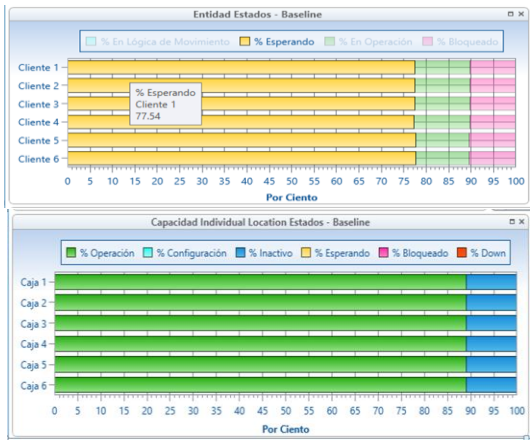 Entidad Estados - Baseline
% En Lógica de Movimiento % Esperando % En Operación % Bloqueado
Cliente 1
Cliente 2
Cliente 3
Cliente 4
Cliente 5
Cliente 6
% Esperando
Cliente 1
77.54
0 5 10 15 20 25 30 35 40 45 50 55 60 65 70 75 80 85 90 95 100
Por Ciento
Capacidad Individual Location Estados - Baseline
% Operación % Configuración % Inactivo % Esperando % Bloqueado % Down
Caja 1
Caja 2
Caja 3
Caja 4
Caja 5
Caja 6
0 5 10 15 20 25 30 35 40 45 50 55 60 65 70 75 80 85 90 95 100
Por Ciento